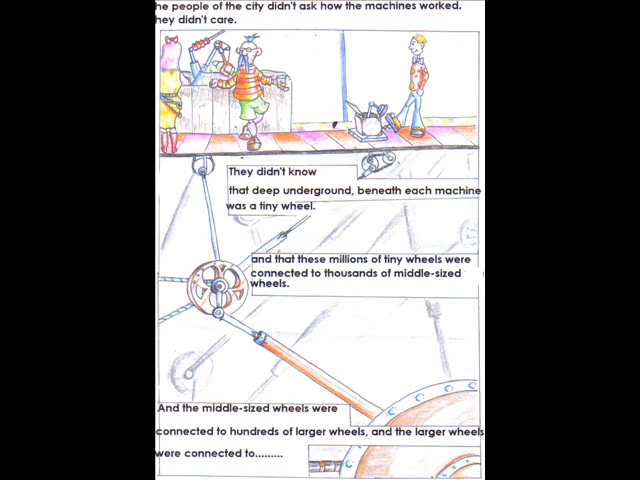 he people of the city didn't ask how the machines worked.
hey didn't care.
They didn't know
that deep underground, beneath each machine
was a tiny wheel.
and that these millions of tiny wheels were
connected to thousands of middle-sized
wheels.
And the middle-sized wheels were
connected to hundreds of larger wheels, and the larger wheels
were connected to.........